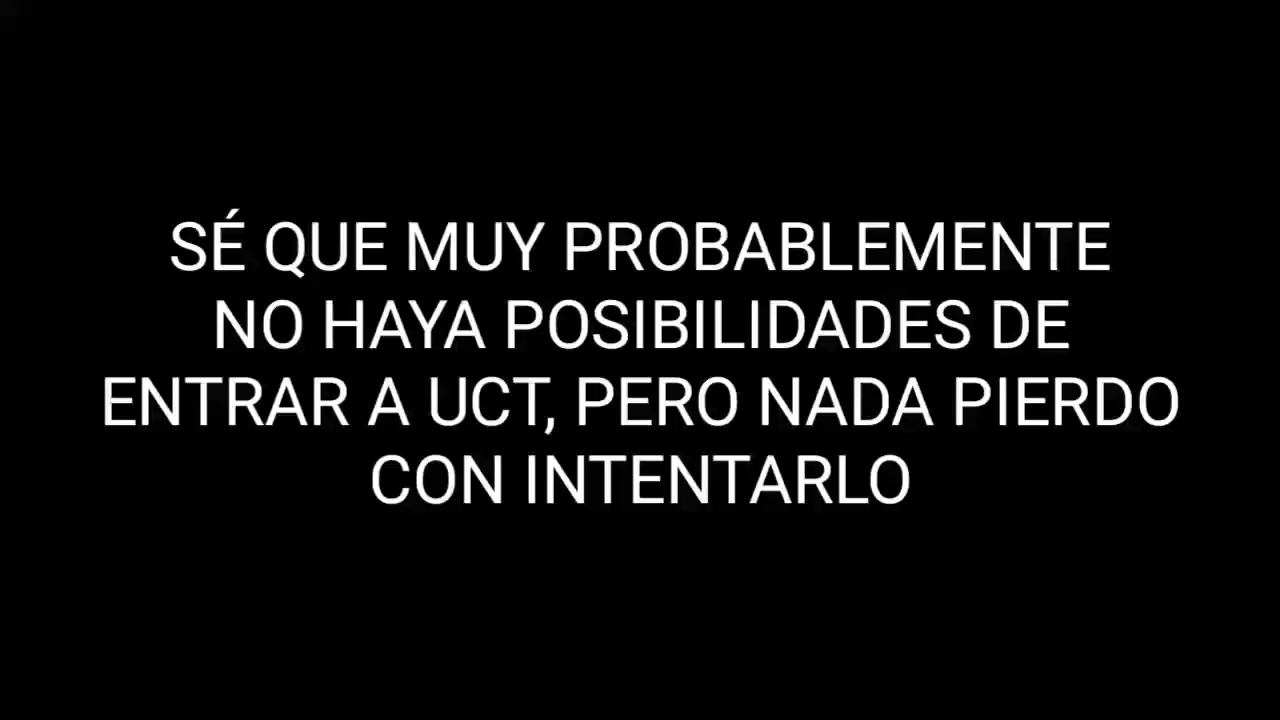 SÉ QUE MUY PROBABLEMENTE
NO HAYA POSIBILIDADES DE
ENTRAR A UCT, PERO NADA PIERDO
CON INTENTARLO